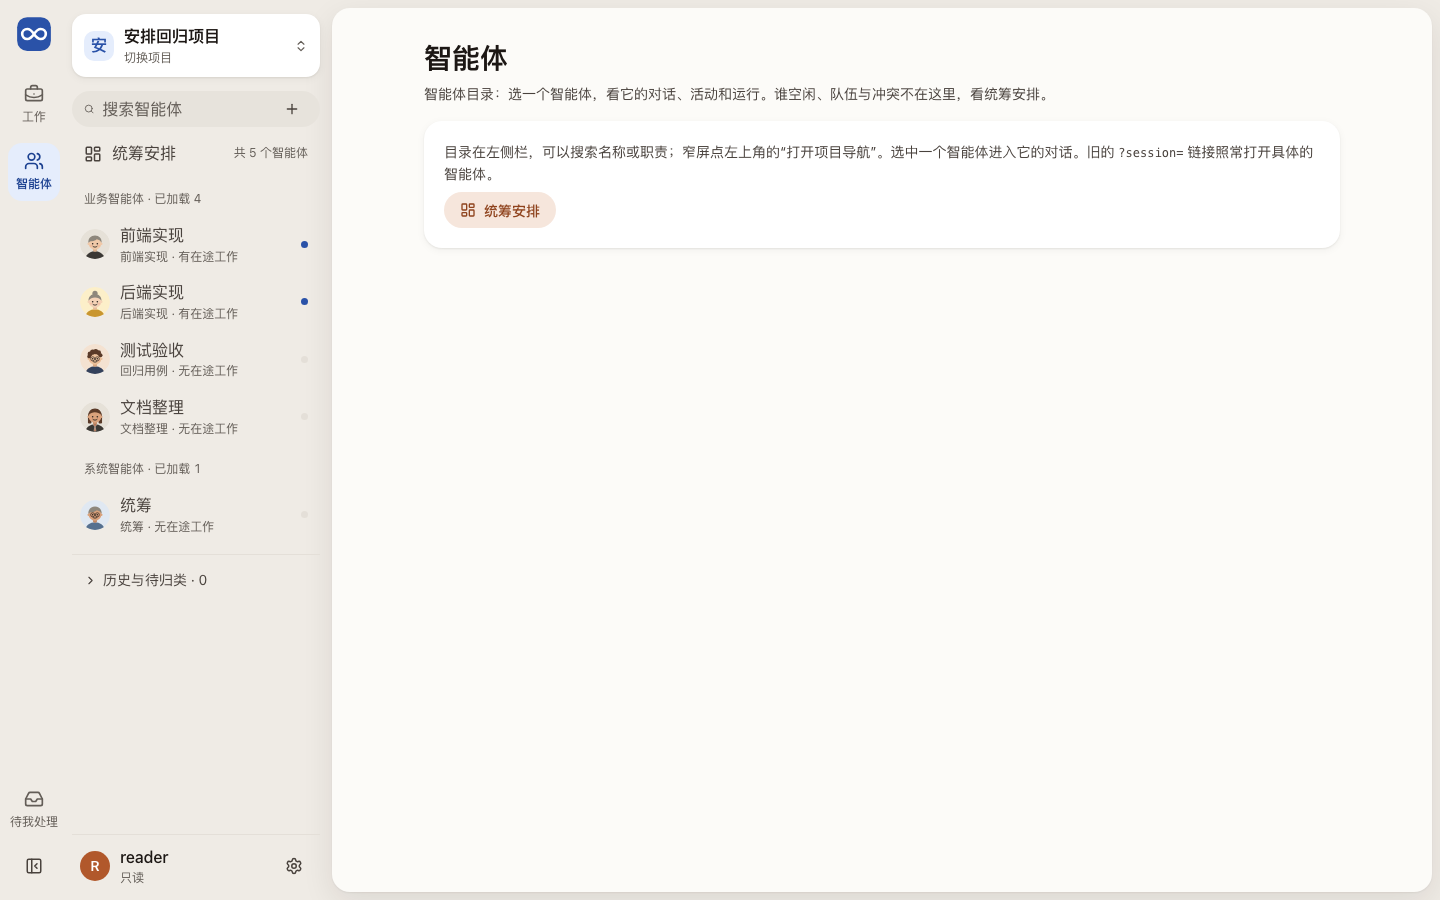 安
安排回归项目
切换项目
工作
智能体
搜索智能体
统筹安排
共 5 个智能体
业务智能体 · 已加载 4
前端实现
前端实现 · 有在途工作
后端实现
后端实现 · 有在途工作
测试验收
回归用例 · 无在途工作
文档整理
文档整理 · 无在途工作
系统智能体 · 已加载 1
统筹
统筹 · 无在途工作
历史与待归类 · 0
待我处理
R
reader
只读
智能体
智能体目录：选一个智能体，看它的对话、活动和运行。谁空闲、队伍与冲突不在这里，看统筹安排。
目录在左侧栏，可以搜索名称或职责；窄屏点左上角的“打开项目导航”。选中一个智能体进入它的对话。旧的 ?session= 链接照常打开具体的
智能体。
统筹安排